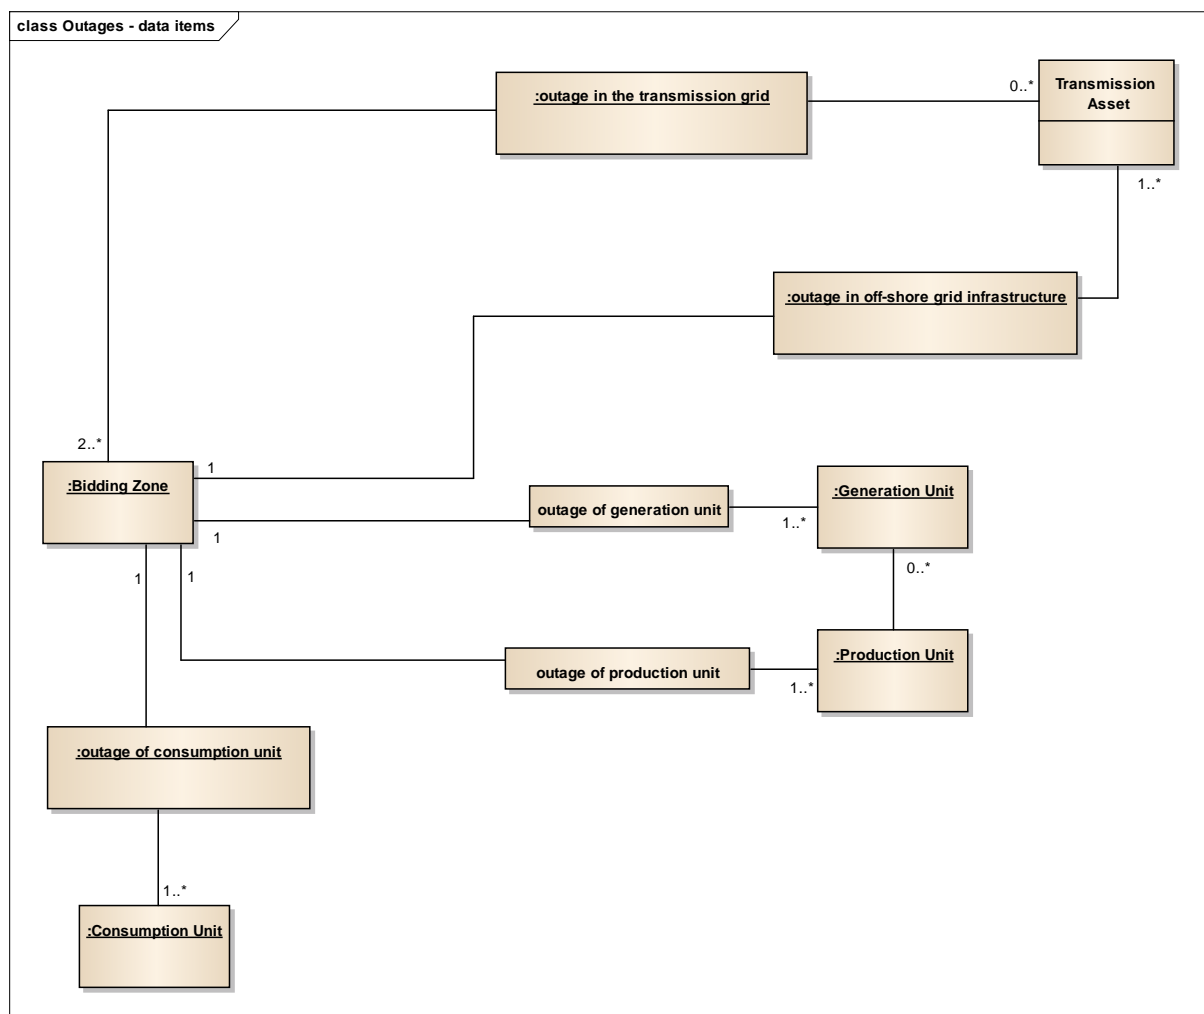 class Outages - data items
:outage in the transmission grid
0..*
Transmission
Asset
1..*
:outage in off-shore grid infrastructure
2..*
:Bidding Zone
1
1
1
1
outage of generation unit
1..*
:Generation Unit
0..*
outage of production unit
1..*
:Production Unit
:outage of consumption unit
1..*
:Consumption Unit